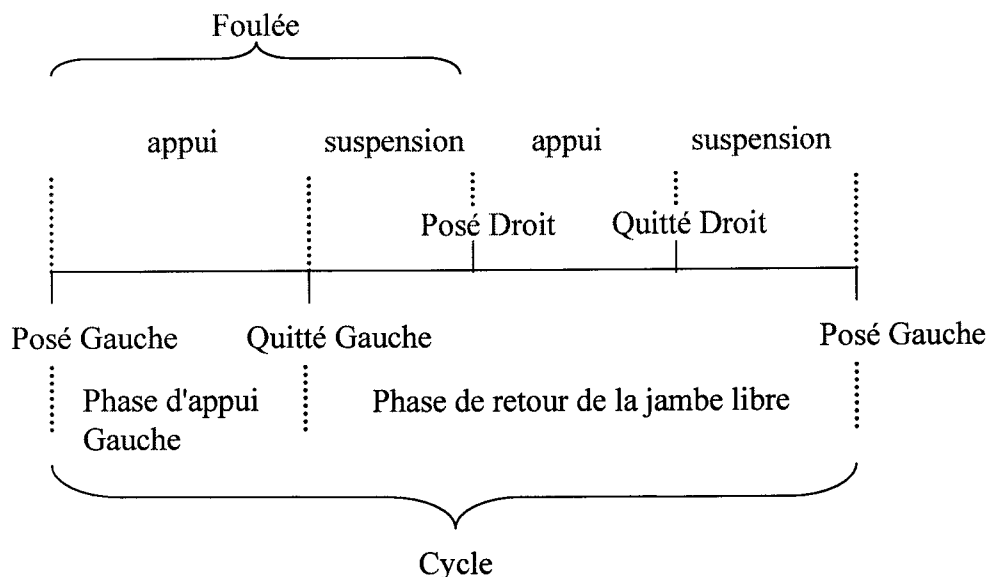 Foulée
appui suspension appui suspension
Posé Droit Quitté Droit
Posé Gauche Quitté Gauche Posé Gauche
Phase d'appui Phase de retour de la jambe libre
Gauche
Cycle